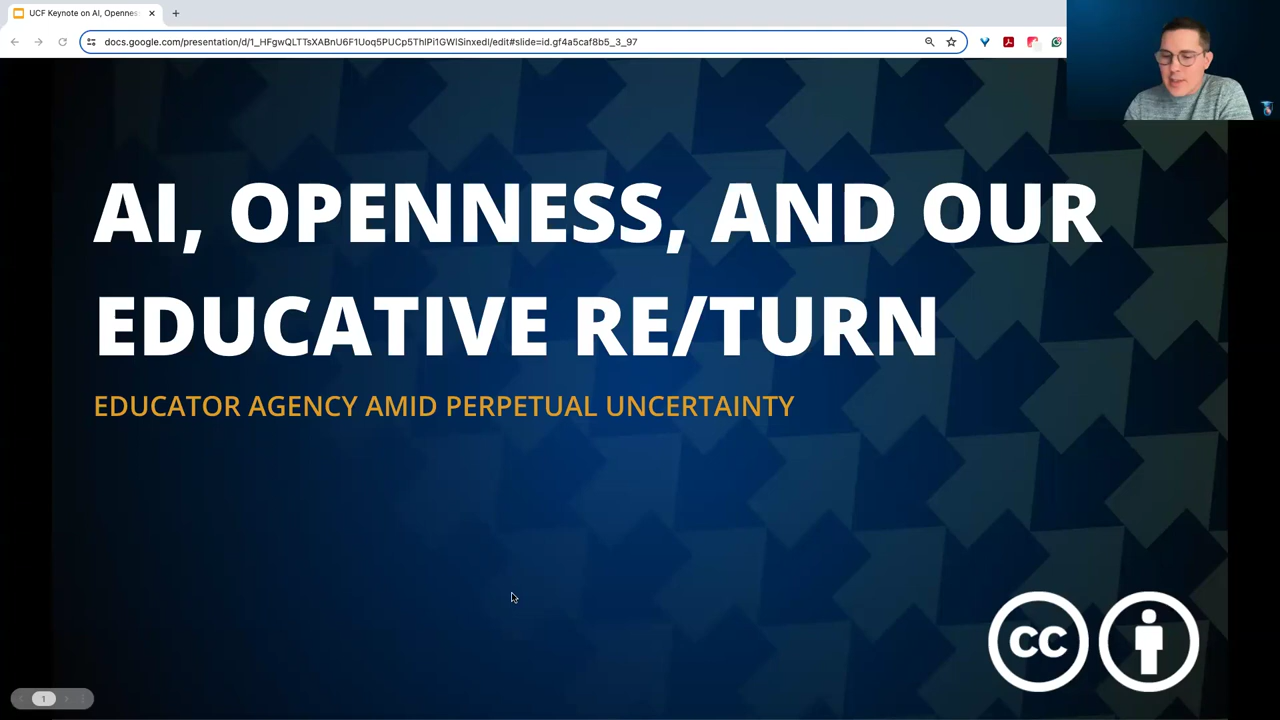 UCF Keynote on AI, Opennes
docs.google.com/presentation/d/1_HFgwQLTTsXABnU6F1Uoq5PUCp5ThlPi1GWlSinxedI/edit#slide=id.gf4a5caf8b5_3_97
AI, OPENNESS, AND OUR
EDUCATIVE RE/TURN
EDUCATOR AGENCY AMID PERPETUAL UNCERTAINTY
cc
1